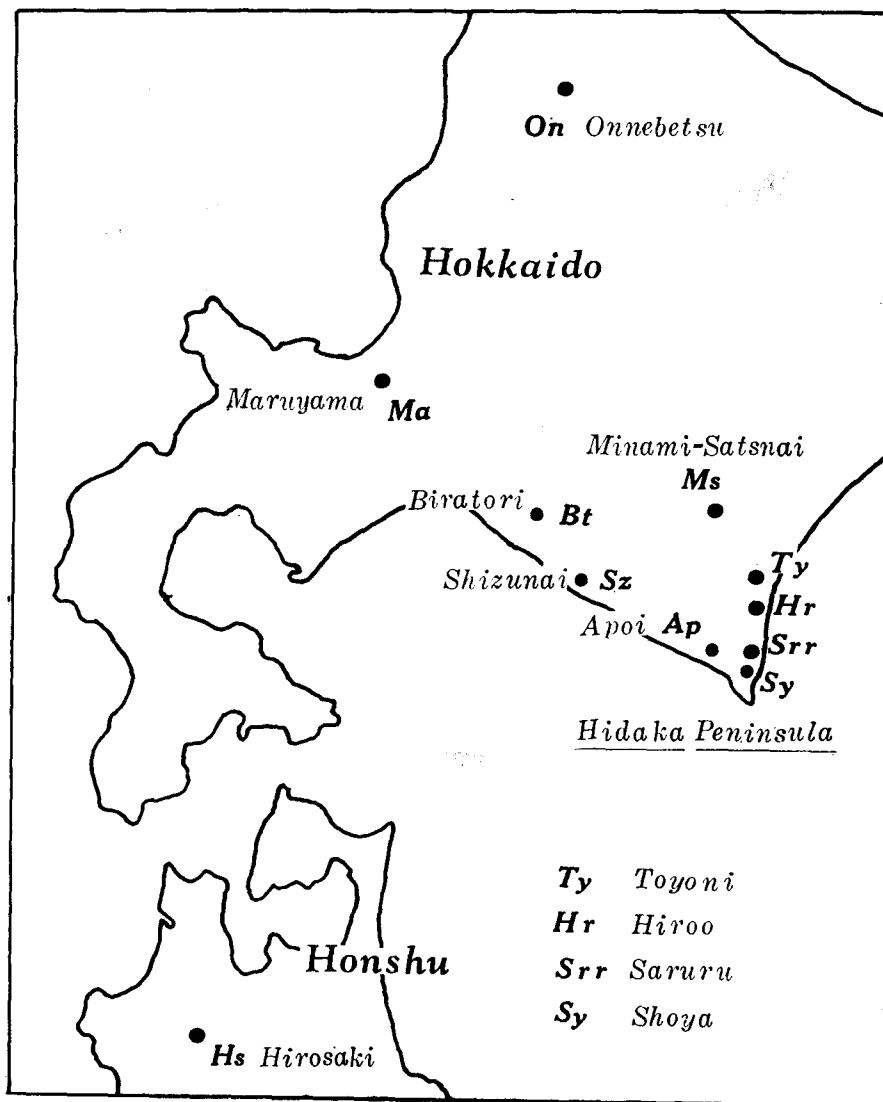 On Onnebetsu
Hokkaido
Maruyama Ma
Minami-Satsnai
Ms
Biratori Bt
Ty
Shizunai Sz
Hr
Apoi Ap
Srr
Sy
Hidaka Peninsula
Ty Toyoni
Hr Hiroo
Honshu
Srr Saruru
Sy Shoya
Hs Hirosaki